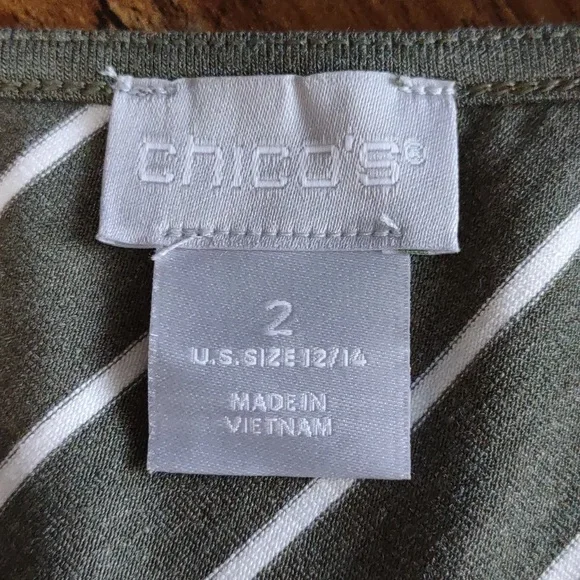 chico's®
2
U.S. SIZE 12/14
MADE IN
VIETNAM